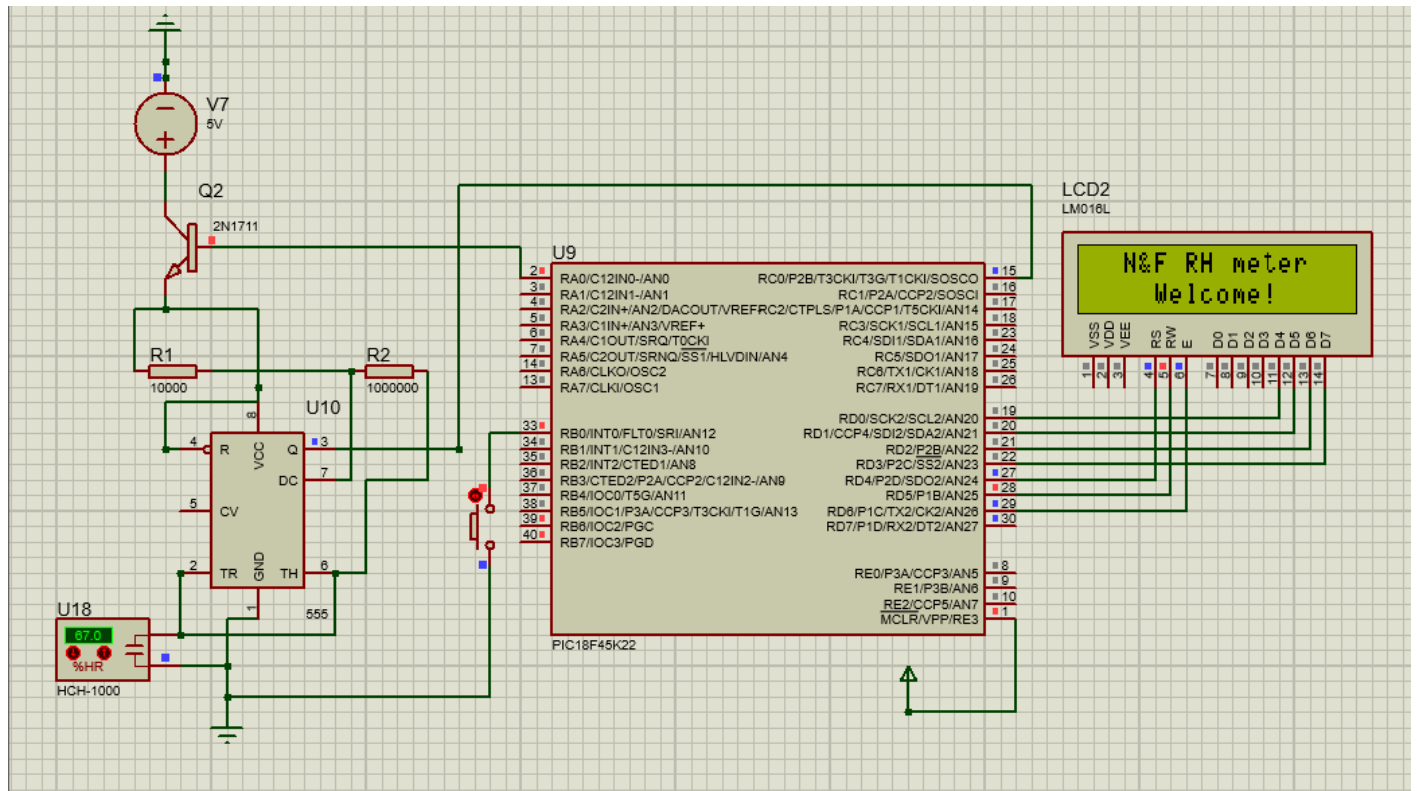 V7
5V
Q2
2N1711
R1
10000
R2
1000000
U10
8
4
R
VCC
Q
3
DC
7
5
CV
2
TR
GND
TH
6
1
555
U18
67.0
%HR
HCH-1000
U9
2
RA0/C12IN0-/AN0
3
RA1/C12IN1-/AN1
4
RA2/C2IN+/AN2/DACOUT/VREF
5
RA3/C1IN+/AN3/VREF+
6
RA4/C1OUT/SRQ/T0CKI
7
RA5/C2OUT/SRNQ/SS1/HLVDIN/AN4
14
RA6/CLKO/OSC2
13
RA7/CLKI/OSC1
33
RB0/INT0/FLT0/SRI/AN12
34
RB1/INT1/C12IN3-/AN10
35
RB2/INT2/CTED1/AN8
36
RB3/CTED2/P2A/CCP2/C12IN2-/AN9
37
RB4/IOC0/T5G/AN11
38
RB5/IOC1/P3A/CCP3/T3CKI/T1G/AN13
39
RB6/IOC2/PGC
40
RB7/IOC3/PGD
RC0/P2B/T3CKI/T3G/T1CKI/SOSCO
15
RC1/P2A/CCP2/SOSCI
16
RC2/CTPLS/P1A/CCP1/T5CKI/AN14
17
RC3/SCK1/SCL1/AN15
18
RC4/SDI1/SDA1/AN16
23
RC5/SDO1/AN17
24
RC6/TX1/CK1/AN18
25
RC7/RX1/DT1/AN19
26
RD0/SCK2/SCL2/AN20
19
RD1/CCP4/SDI2/SDA2/AN21
20
RD2/P2B/AN22
21
RD3/P2C/SS2/AN23
22
RD4/P2D/SDO2/AN24
27
RD5/P1B/AN25
28
RD6/P1C/TX2/CK2/AN26
29
RD7/P1D/RX2/DT2/AN27
30
RE0/P3A/CCP3/AN5
8
RE1/P3B/AN6
9
RE2/CCP5/AN7
10
MCLR/VPP/RE3
1
PIC18F45K22
LCD2
LM016L
N&F RH meter
Welcome!
VSS
VDD
VEE
RS
RW
E
D0
D1
D2
D3
D4
D5
D6
D7
1
2
3
4
5
6
7
8
9
10
11
12
13
14